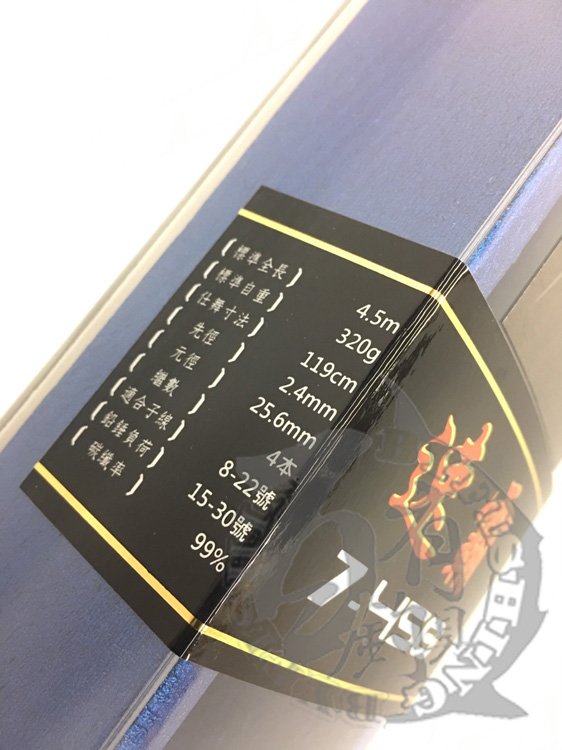 (標準全長) 4.5m
(標準自重) 320g
(仕舞寸法) 119cm
(先徑) 2.4mm
(元徑) 25.6mm
(繼數) 4本
(適合子線) 8-22號
(鉛錘負荷) 15-30號
(碳纖率) 99%
7-45
SHING